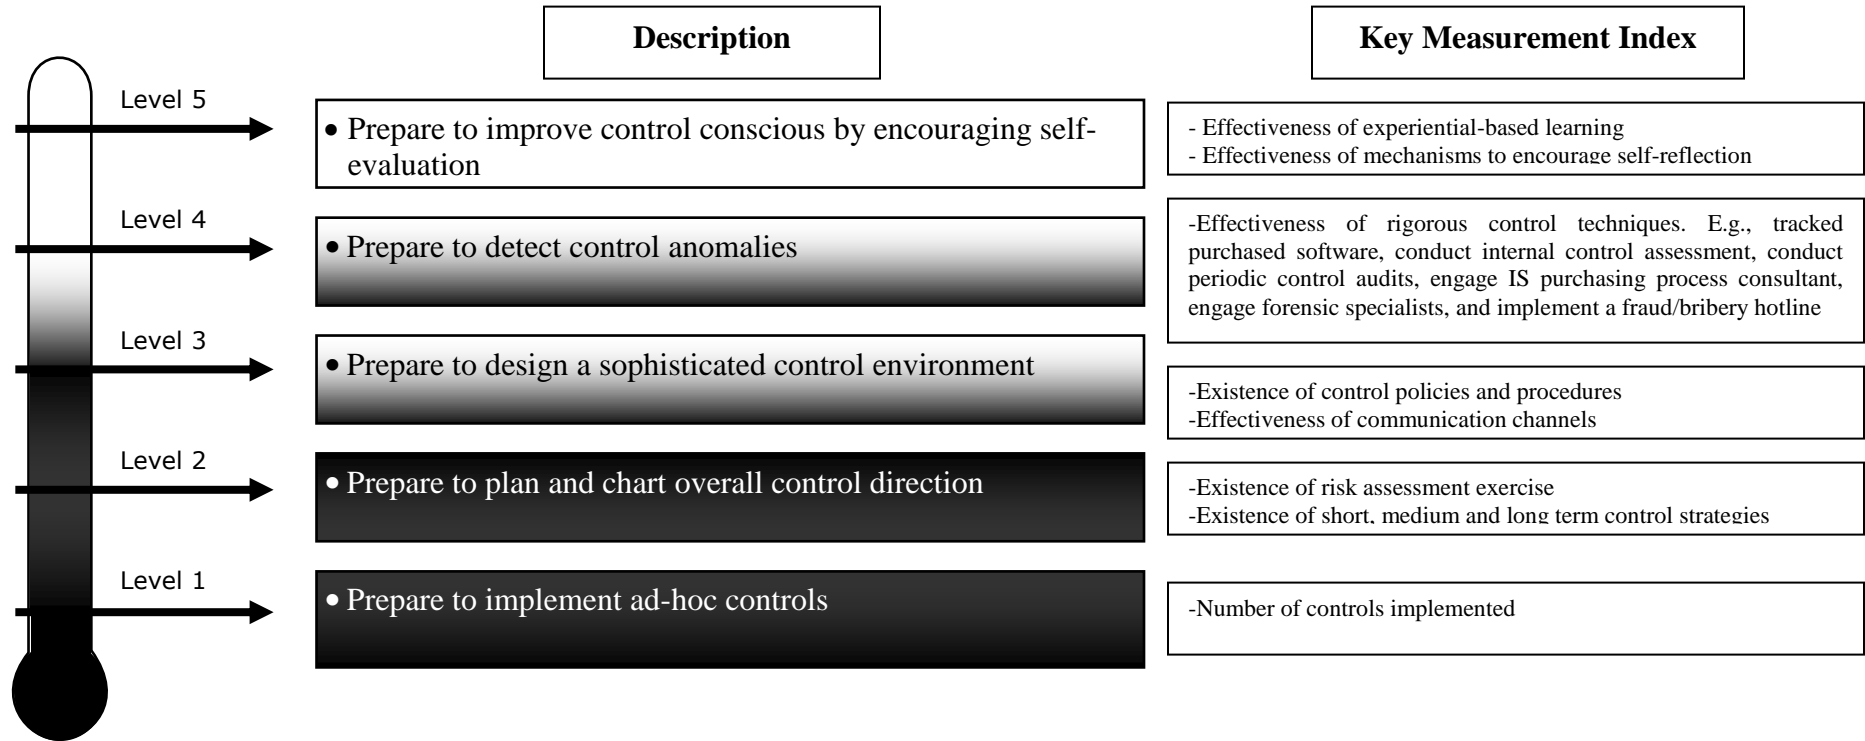 Description
Key Measurement Index
Level 5
• Prepare to improve control conscious by encouraging self-
evaluation
- Effectiveness of experiential-based learning
- Effectiveness of mechanisms to encourage self-reflection
Level 4
• Prepare to detect control anomalies
-Effectiveness of rigorous control techniques. E.g., tracked
purchased software, conduct internal control assessment, conduct
periodic control audits, engage IS purchasing process consultant,
engage forensic specialists, and implement a fraud/bribery hotline
Level 3
• Prepare to design a sophisticated control environment
-Existence of control policies and procedures
-Effectiveness of communication channels
Level 2
• Prepare to plan and chart overall control direction
-Existence of risk assessment exercise
-Existence of short, medium and long term control strategies
Level 1
• Prepare to implement ad-hoc controls
-Number of controls implemented